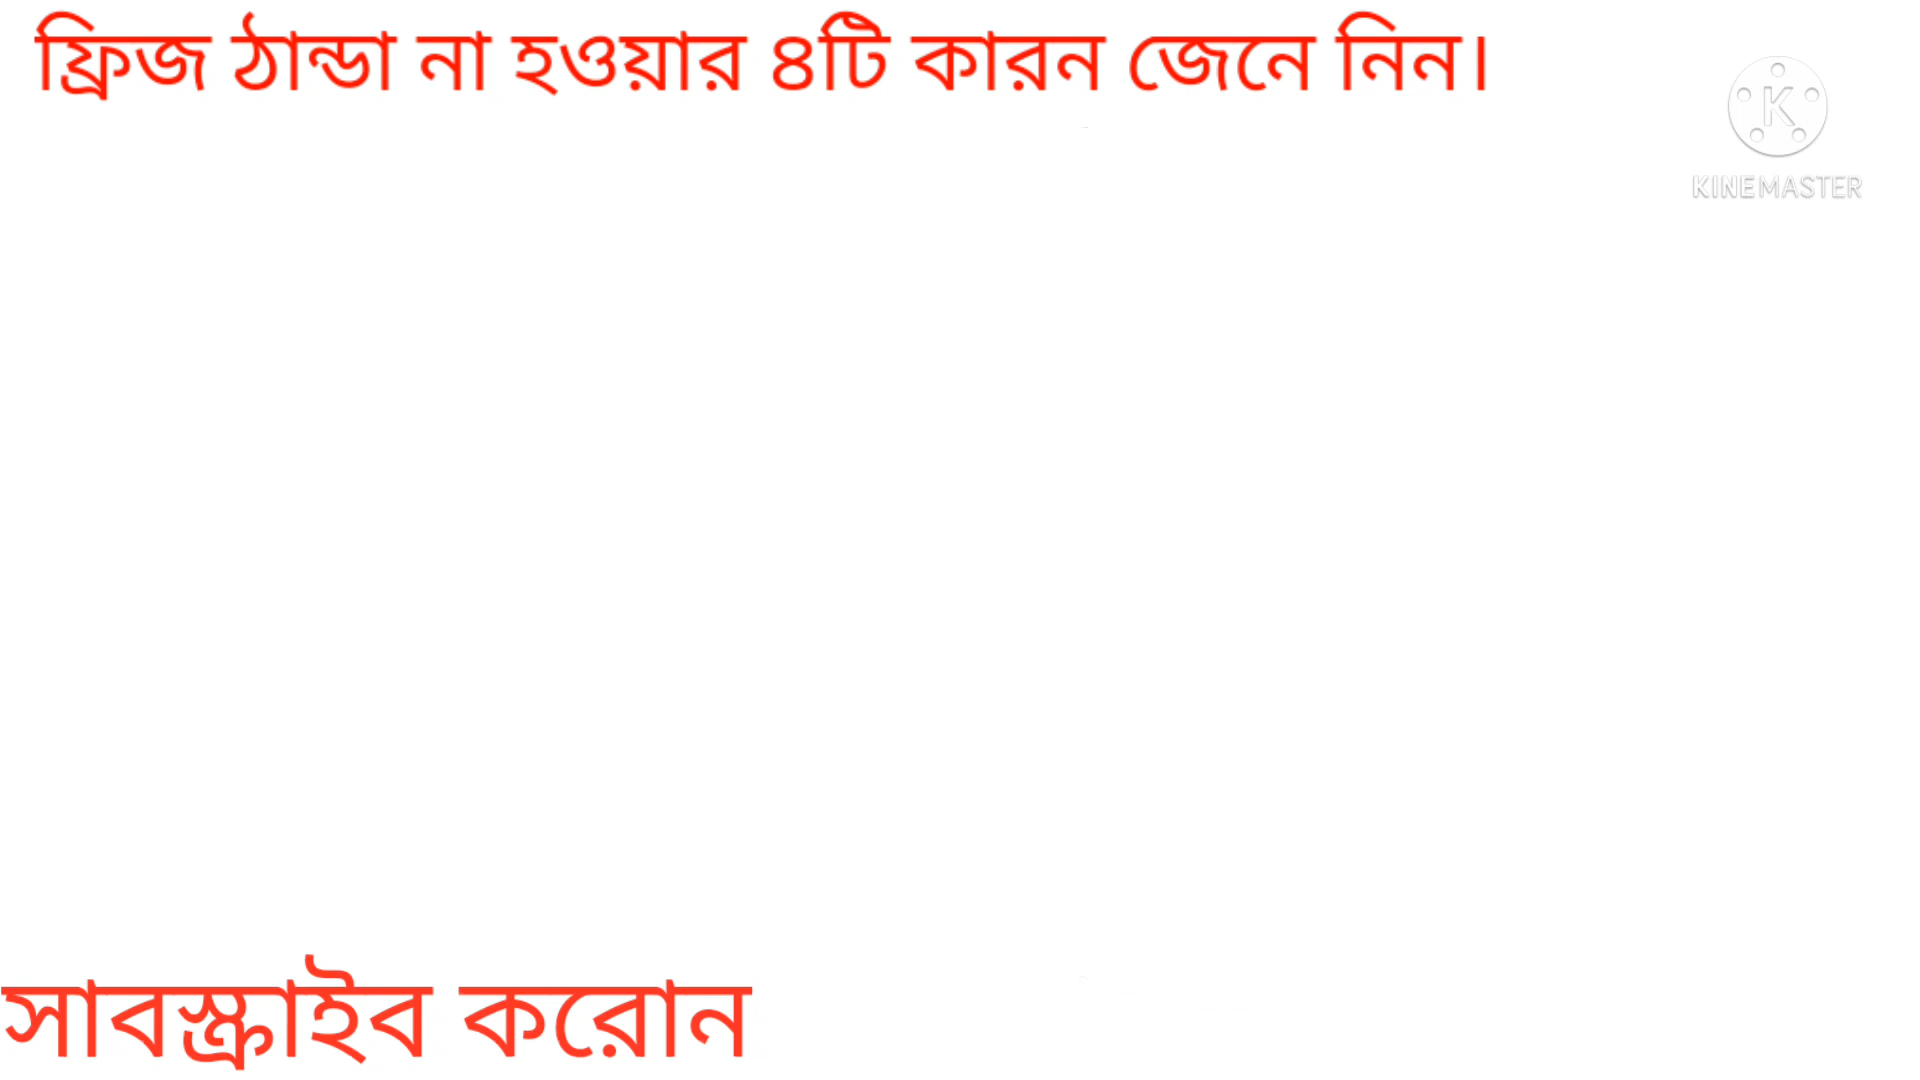 ফ্রিজ ঠান্ডা না হওয়ার ৪টি কারন জেনে নিন।
K
KINEMASTER
সাবস্ক্রাইব করোন